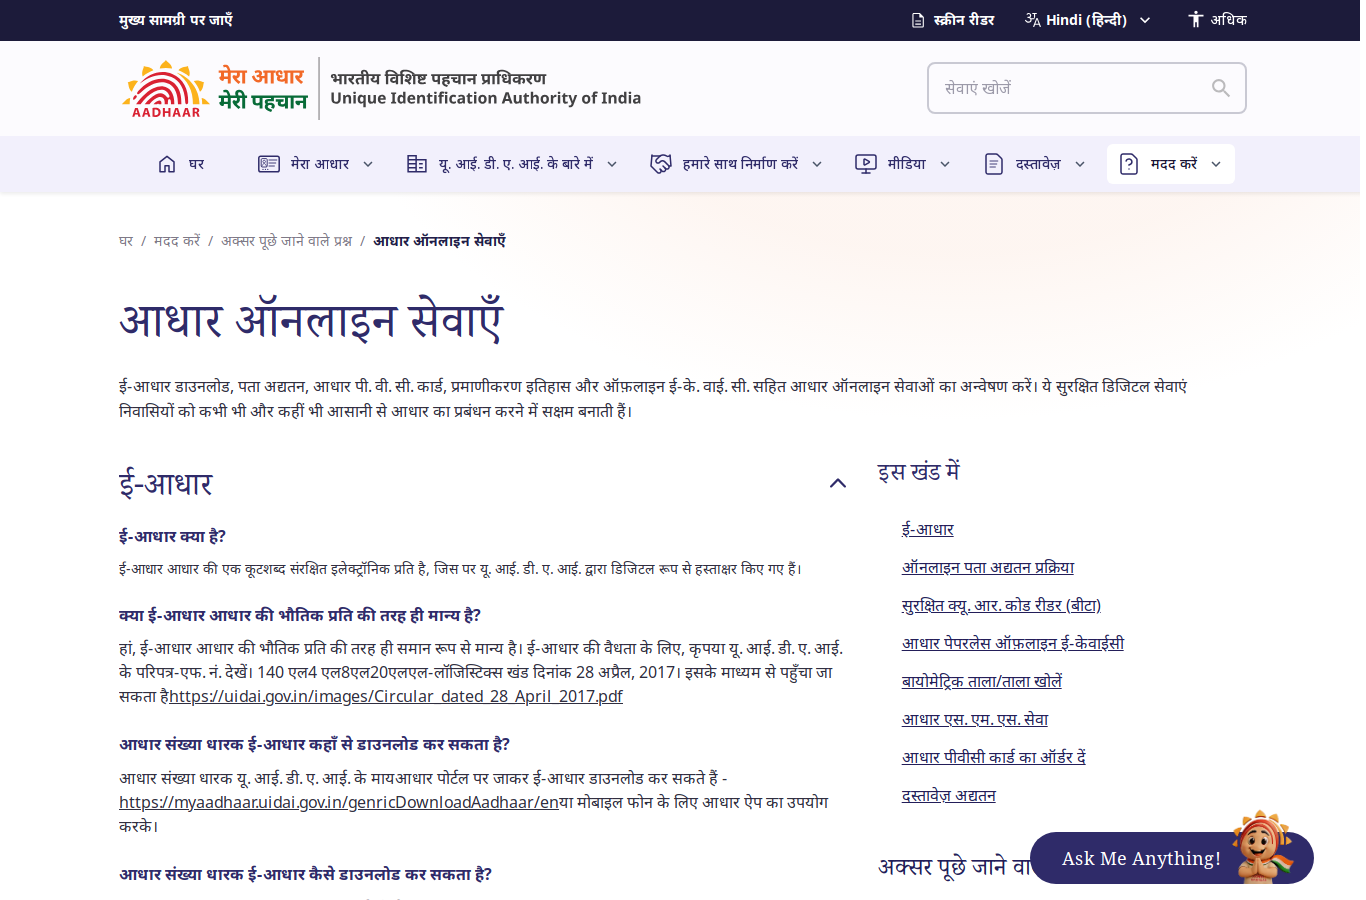 मुख्य सामग्री पर जाएँ
स्क्रीन रीडर
Hindi (हिन्दी)
अधिक
AADHAAR
मेरा आधार
मेरी पहचान
भारतीय विशिष्ट पहचान प्राधिकरण
Unique Identification Authority of India
सेवाएं खोजें
घर
मेरा आधार
यू. आई. डी. ए. आई. के बारे में
हमारे साथ निर्माण करें
मीडिया
दस्तावेज़
मदद करें
घर / मदद करें / अक्सर पूछे जाने वाले प्रश्न / आधार ऑनलाइन सेवाएँ
आधार ऑनलाइन सेवाएँ
ई-आधार डाउनलोड, पता अद्यतन, आधार पी. वी. सी. कार्ड, प्रमाणीकरण इतिहास और ऑफ़लाइन ई-के. वाई. सी. सहित आधार ऑनलाइन सेवाओं का अन्वेषण करें। ये सुरक्षित डिजिटल सेवाएं
निवासियों को कभी भी और कहीं भी आसानी से आधार का प्रबंधन करने में सक्षम बनाती हैं।
ई-आधार
ई-आधार क्या है?
ई-आधार आधार की एक कूटशब्द संरक्षित इलेक्ट्रॉनिक प्रति है, जिस पर यू. आई. डी. ए. आई. द्वारा डिजिटल रूप से हस्ताक्षर किए गए हैं।
क्या ई-आधार आधार की भौतिक प्रति की तरह ही मान्य है?
हां, ई-आधार आधार की भौतिक प्रति की तरह ही समान रूप से मान्य है। ई-आधार की वैधता के लिए, कृपया यू. आई. डी. ए. आई.
के परिपत्र-एफ. नं. देखें। 140 एल4 एल8एल20एलएल-लॉजिस्टिक्स खंड दिनांक 28 अप्रैल, 2017। इसके माध्यम से पहुँचा जा
सकता हैhttps://uidai.gov.in/images/Circular_dated_28_April_2017.pdf
आधार संख्या धारक ई-आधार कहाँ से डाउनलोड कर सकता है?
आधार संख्या धारक यू. आई. डी. ए. आई. के मायआधार पोर्टल पर जाकर ई-आधार डाउनलोड कर सकते हैं -
https://myaadhaar.uidai.gov.in/genricDownloadAadhaar/enया मोबाइल फोन के लिए आधार ऐप का उपयोग
करके।
आधार संख्या धारक ई-आधार कैसे डाउनलोड कर सकता है?
इस खंड में
ई-आधार
ऑनलाइन पता अद्यतन प्रक्रिया
सुरक्षित क्यू. आर. कोड रीडर (बीटा)
आधार पेपरलेस ऑफ़लाइन ई-केवाईसी
बायोमेट्रिक ताला/ताला खोलें
आधार एस. एम. एस. सेवा
आधार पीवीसी कार्ड का ऑर्डर दें
दस्तावेज़ अद्यतन
अक्सर पूछे जाने
Ask Me Anything!